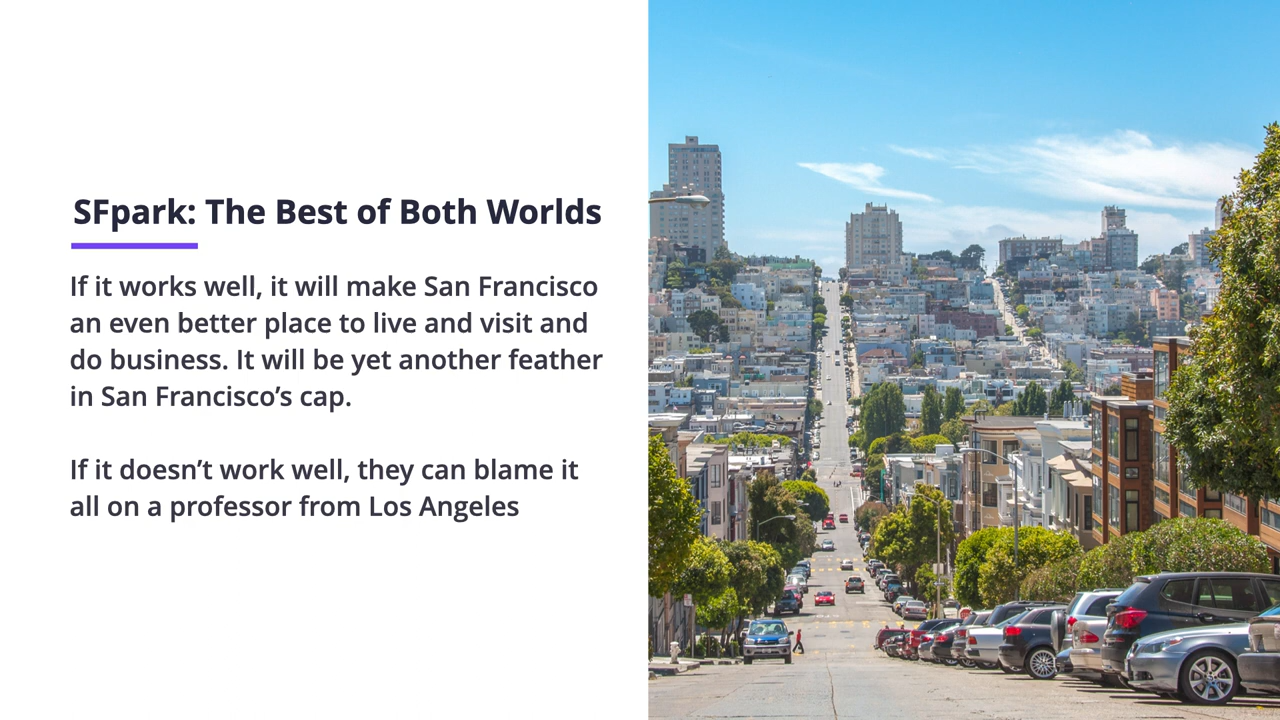 SFpark: The Best of Both Worlds
If it works well, it will make San Francisco
an even better place to live and visit and
do business. It will be yet another feather
in San Francisco’s cap.
If it doesn’t work well, they can blame it
all on a professor from Los Angeles